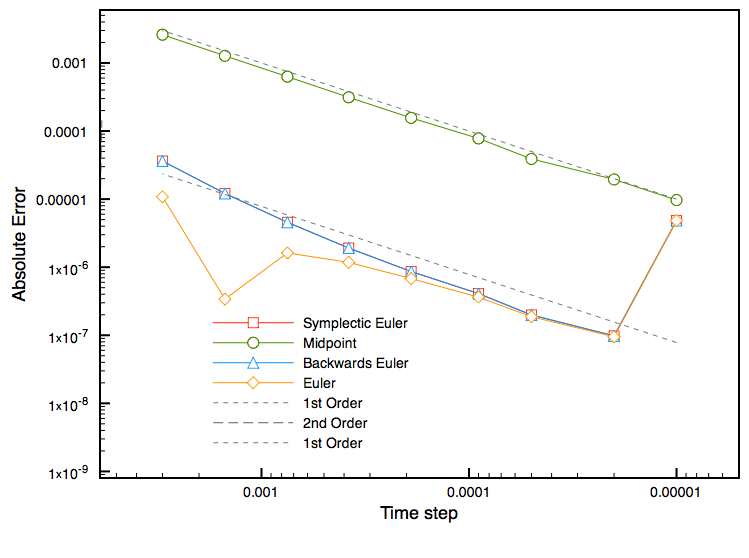 0.001
0.0001
0.00001
1x10-6
1x10-7
1x10-8
1x10-9
Absolute Error
Symplectic Euler
Midpoint
Backwards Euler
Euler
1st Order
2nd Order
1st Order
0.001 0.0001 0.00001
Time step